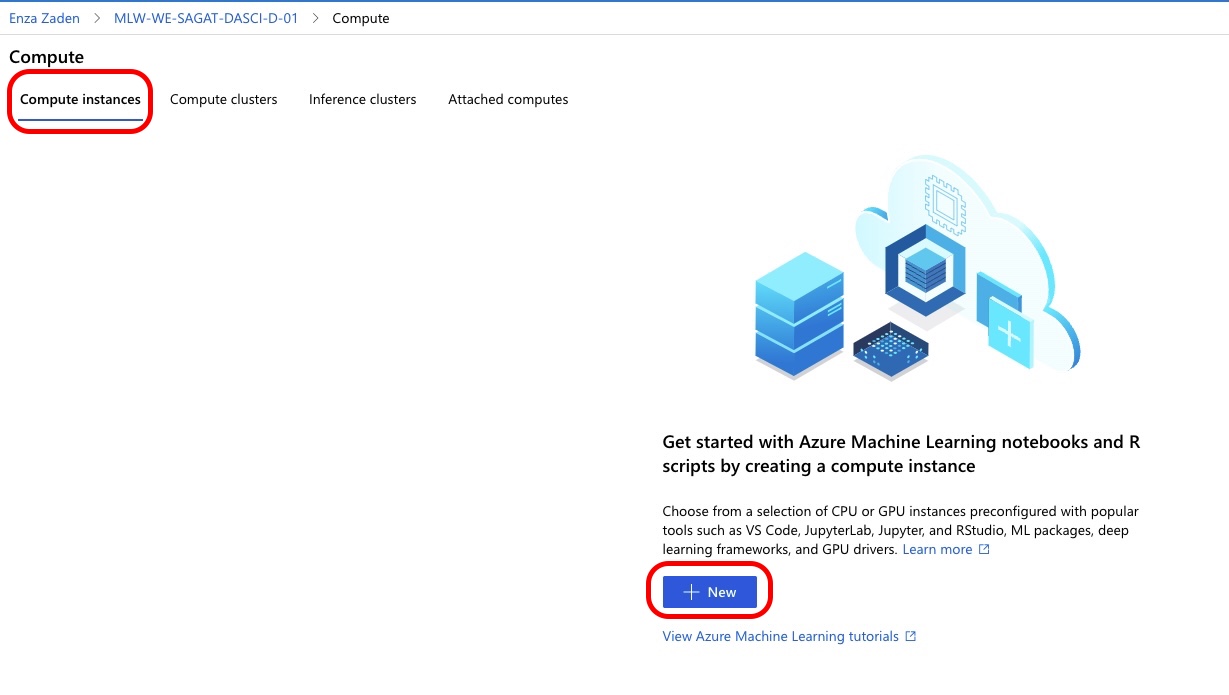 Enza Zaden > MLW-WE-SAGAT-DASCI-D-01 > Compute
Compute
Compute instances Compute clusters Inference clusters Attached computes
Get started with Azure Machine Learning notebooks and R
scripts by creating a compute instance
Choose from a selection of CPU or GPU instances preconfigured with popular
tools such as VS Code, JupyterLab, Jupyter, and RStudio, ML packages, deep
learning frameworks, and GPU drivers. Learn more
+ New
View Azure Machine Learning tutorials